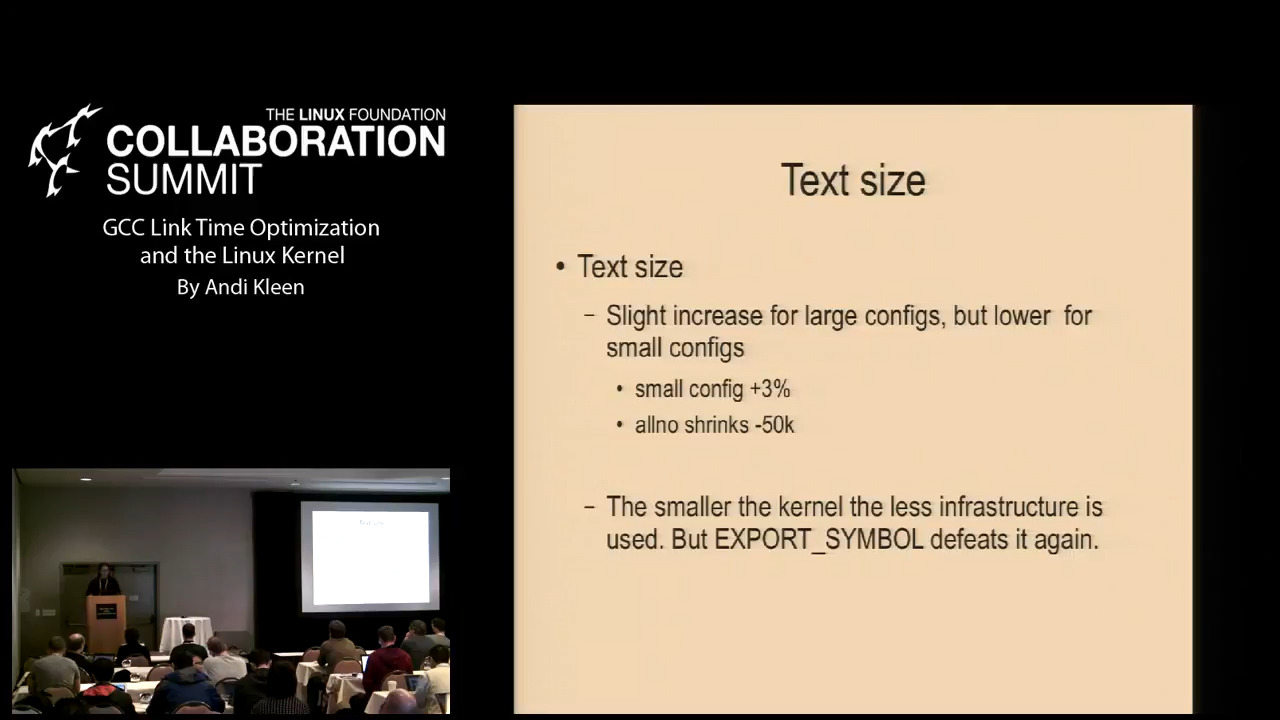 THE LINUX FOUNDATION
COLLABORATION
SUMMIT
GCC Link Time Optimization
and the Linux Kernel
By Andi Kleen
Text size
• Text size
– Slight increase for large configs, but lower for
small configs
• small config +3%
• allno shrinks -50k
– The smaller the kernel the less infrastructure is
used. But EXPORT_SYMBOL defeats it again.